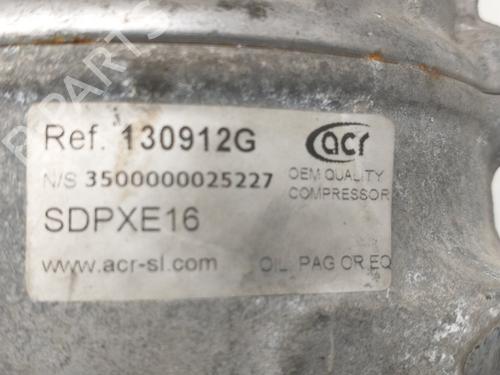 Ref. 130912G
acr
N/S 3500000025227
OEM QUALITY
COMPRESSOR
SDPXE16
www.acr-sl.com
OIL PAG OR EQ